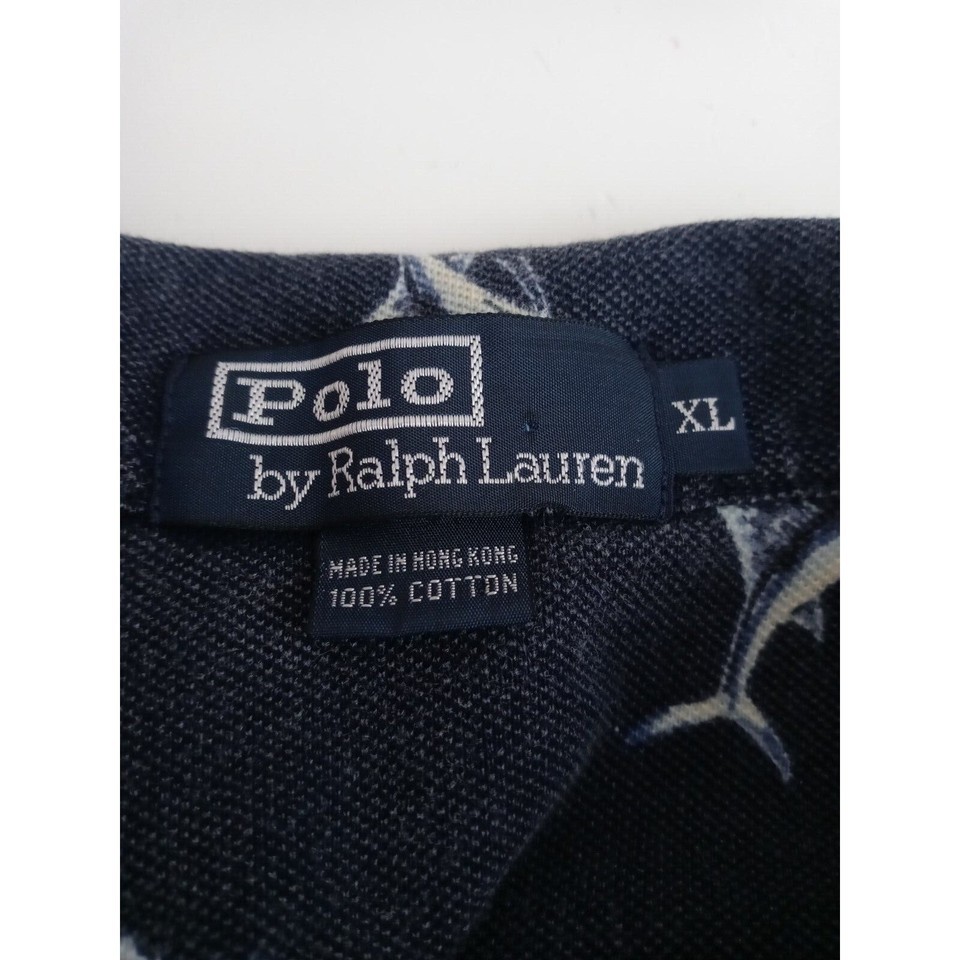 Polo
by Ralph Lauren
XL
MADE IN HONG KONG
100% COTTON